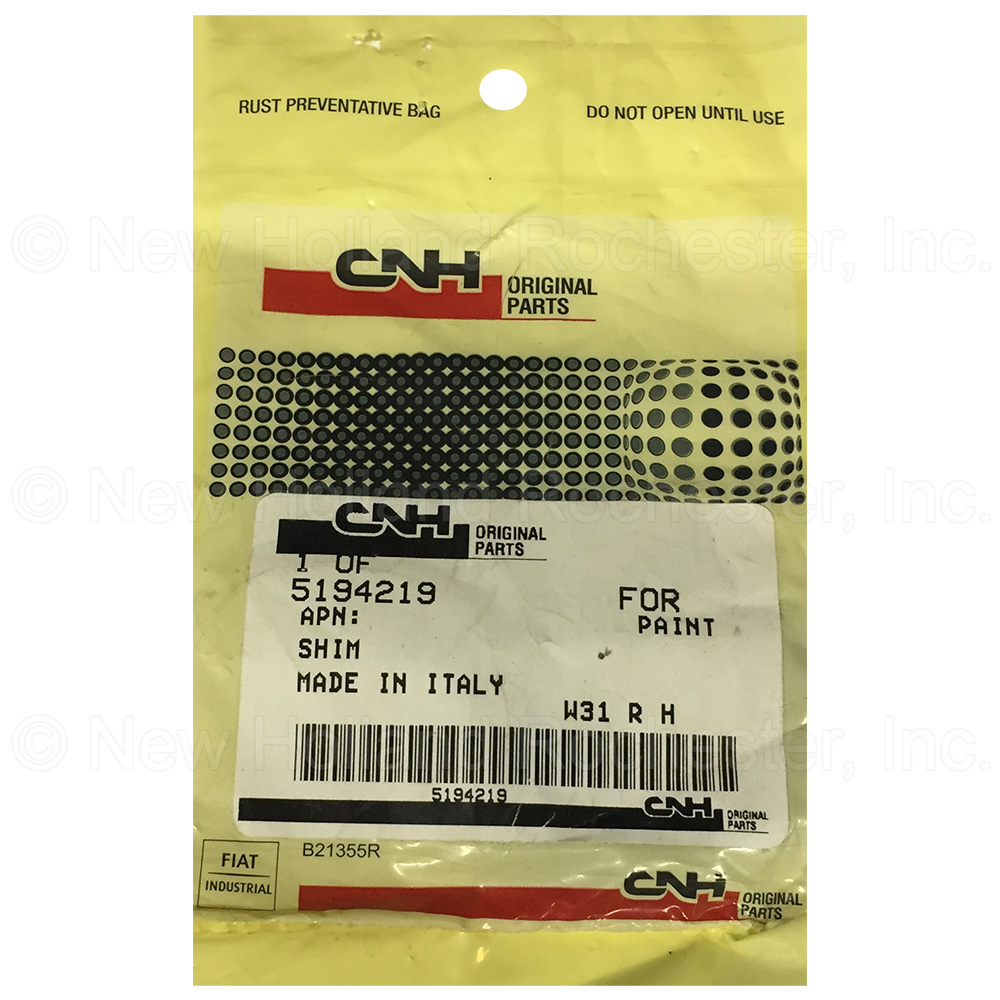 RUST PREVENTATIVE BAG
DO NOT OPEN UNTIL USE
© New Holland Rochester, Inc.
CNH ORIGINAL
PARTS
© New Holland Rochester, Inc.
CNH ORIGINAL
PARTS
1 OF
5194219
FOR
APN:
PAINT
SHIM
MADE IN ITALY
W31 R H
© New Holland Rochester, Inc.
5194219
CNH ORIGINAL
PARTS
B21355R
FIAT
INDUSTRIAL
CNH ORIGINAL
PARTS